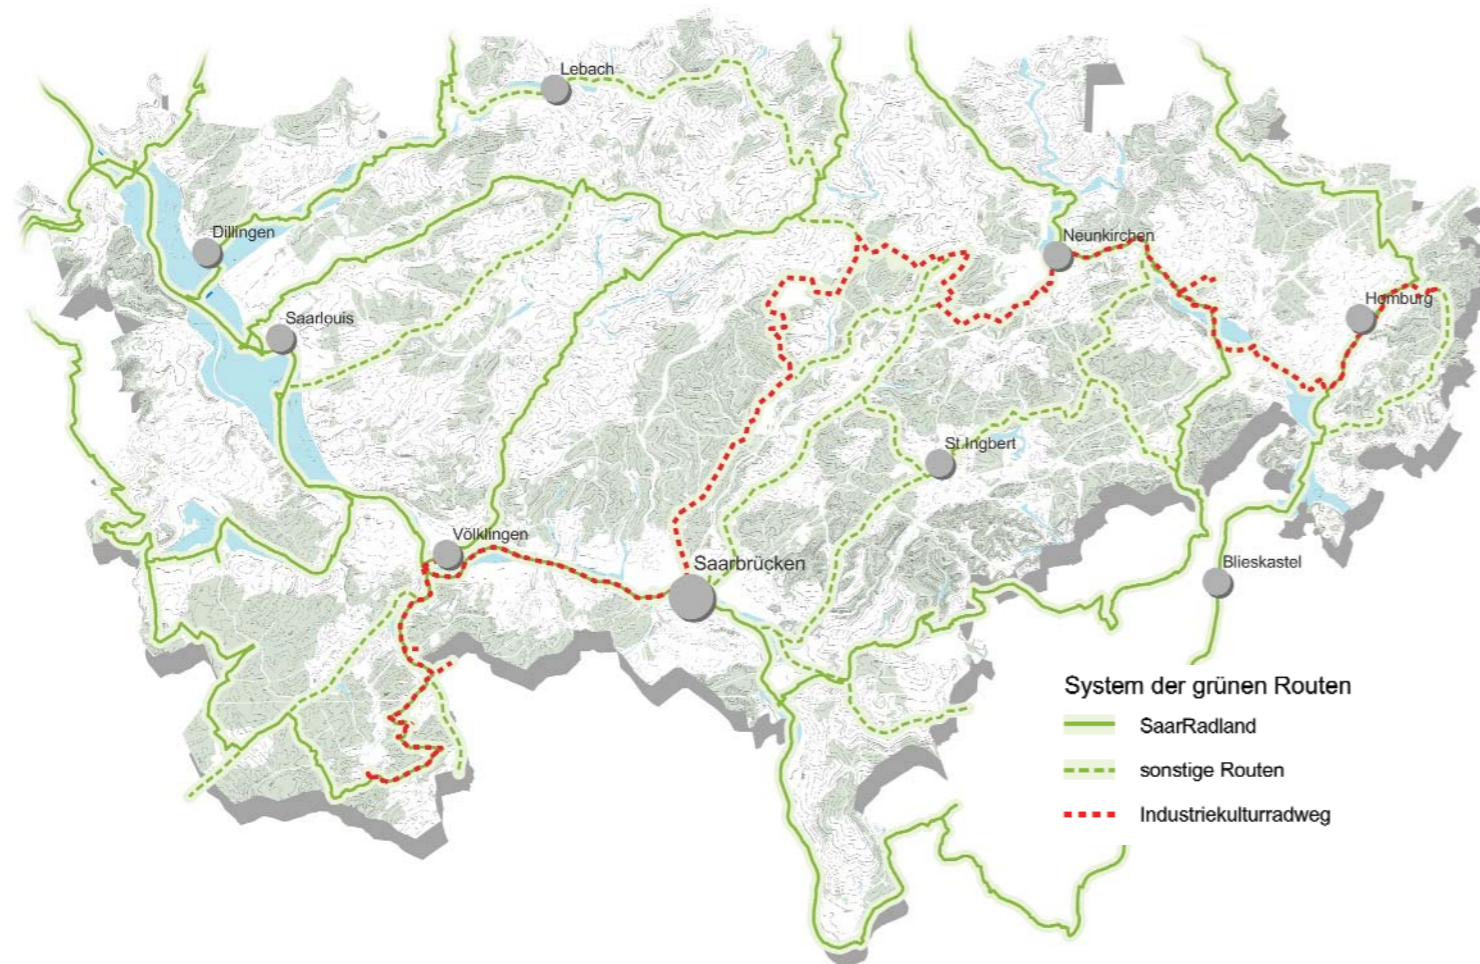 Lebach
Dillingen
Neunkirchen
Homburg
Saarlouis
St.Ingbert
Völklingen
Saarbrücken
Blieskastel
System der grünen Routen
SaarRadland
sonstige Routen
Industriekulturradweg